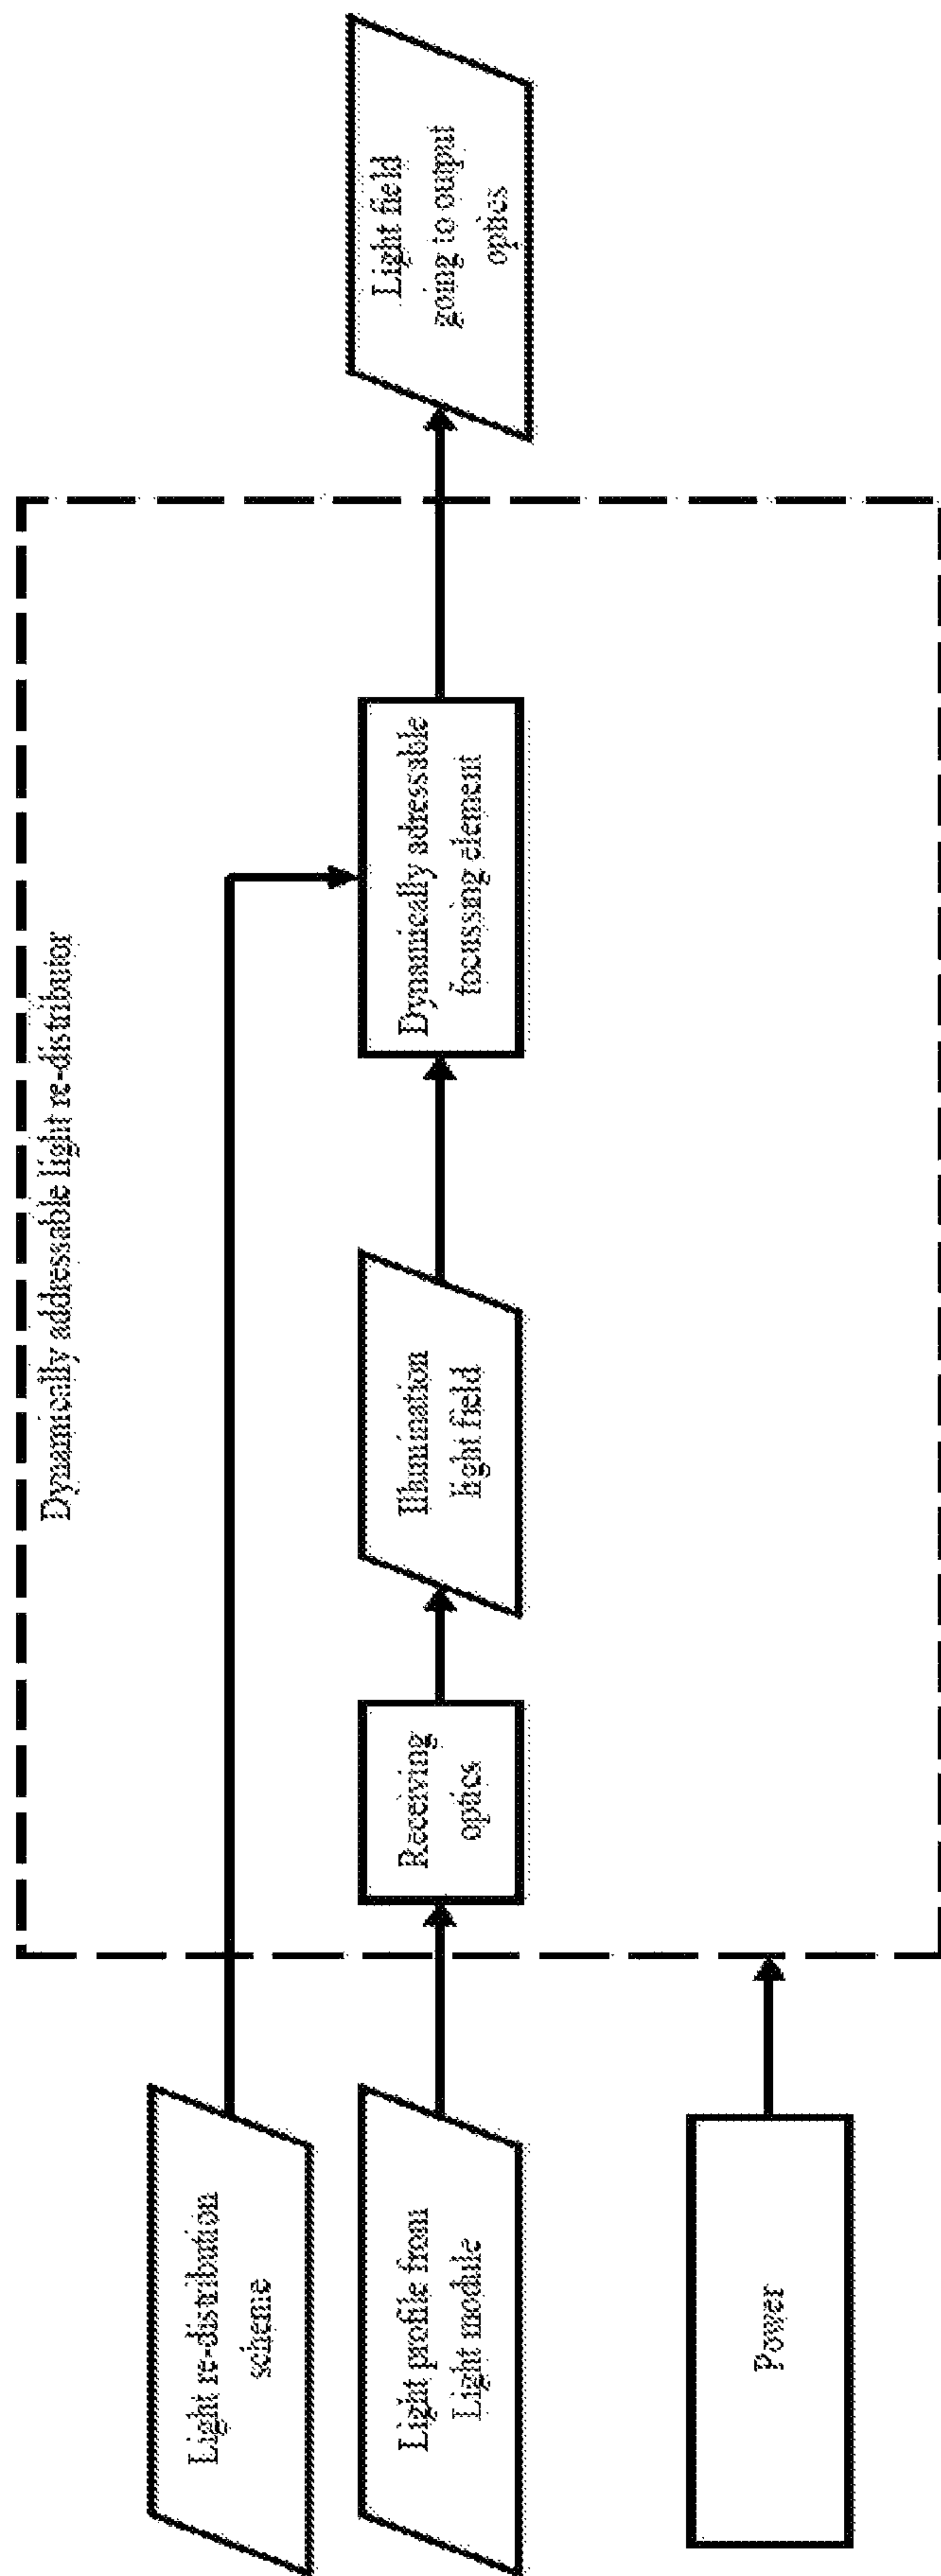 Dynamically addressable light re-distributor
Light re-distribution
scheme
Light profile from
Light module
Receiving
optics
Illumination
light field
Dynamically adressable
focussing element
Light field
going to output
optics
Power